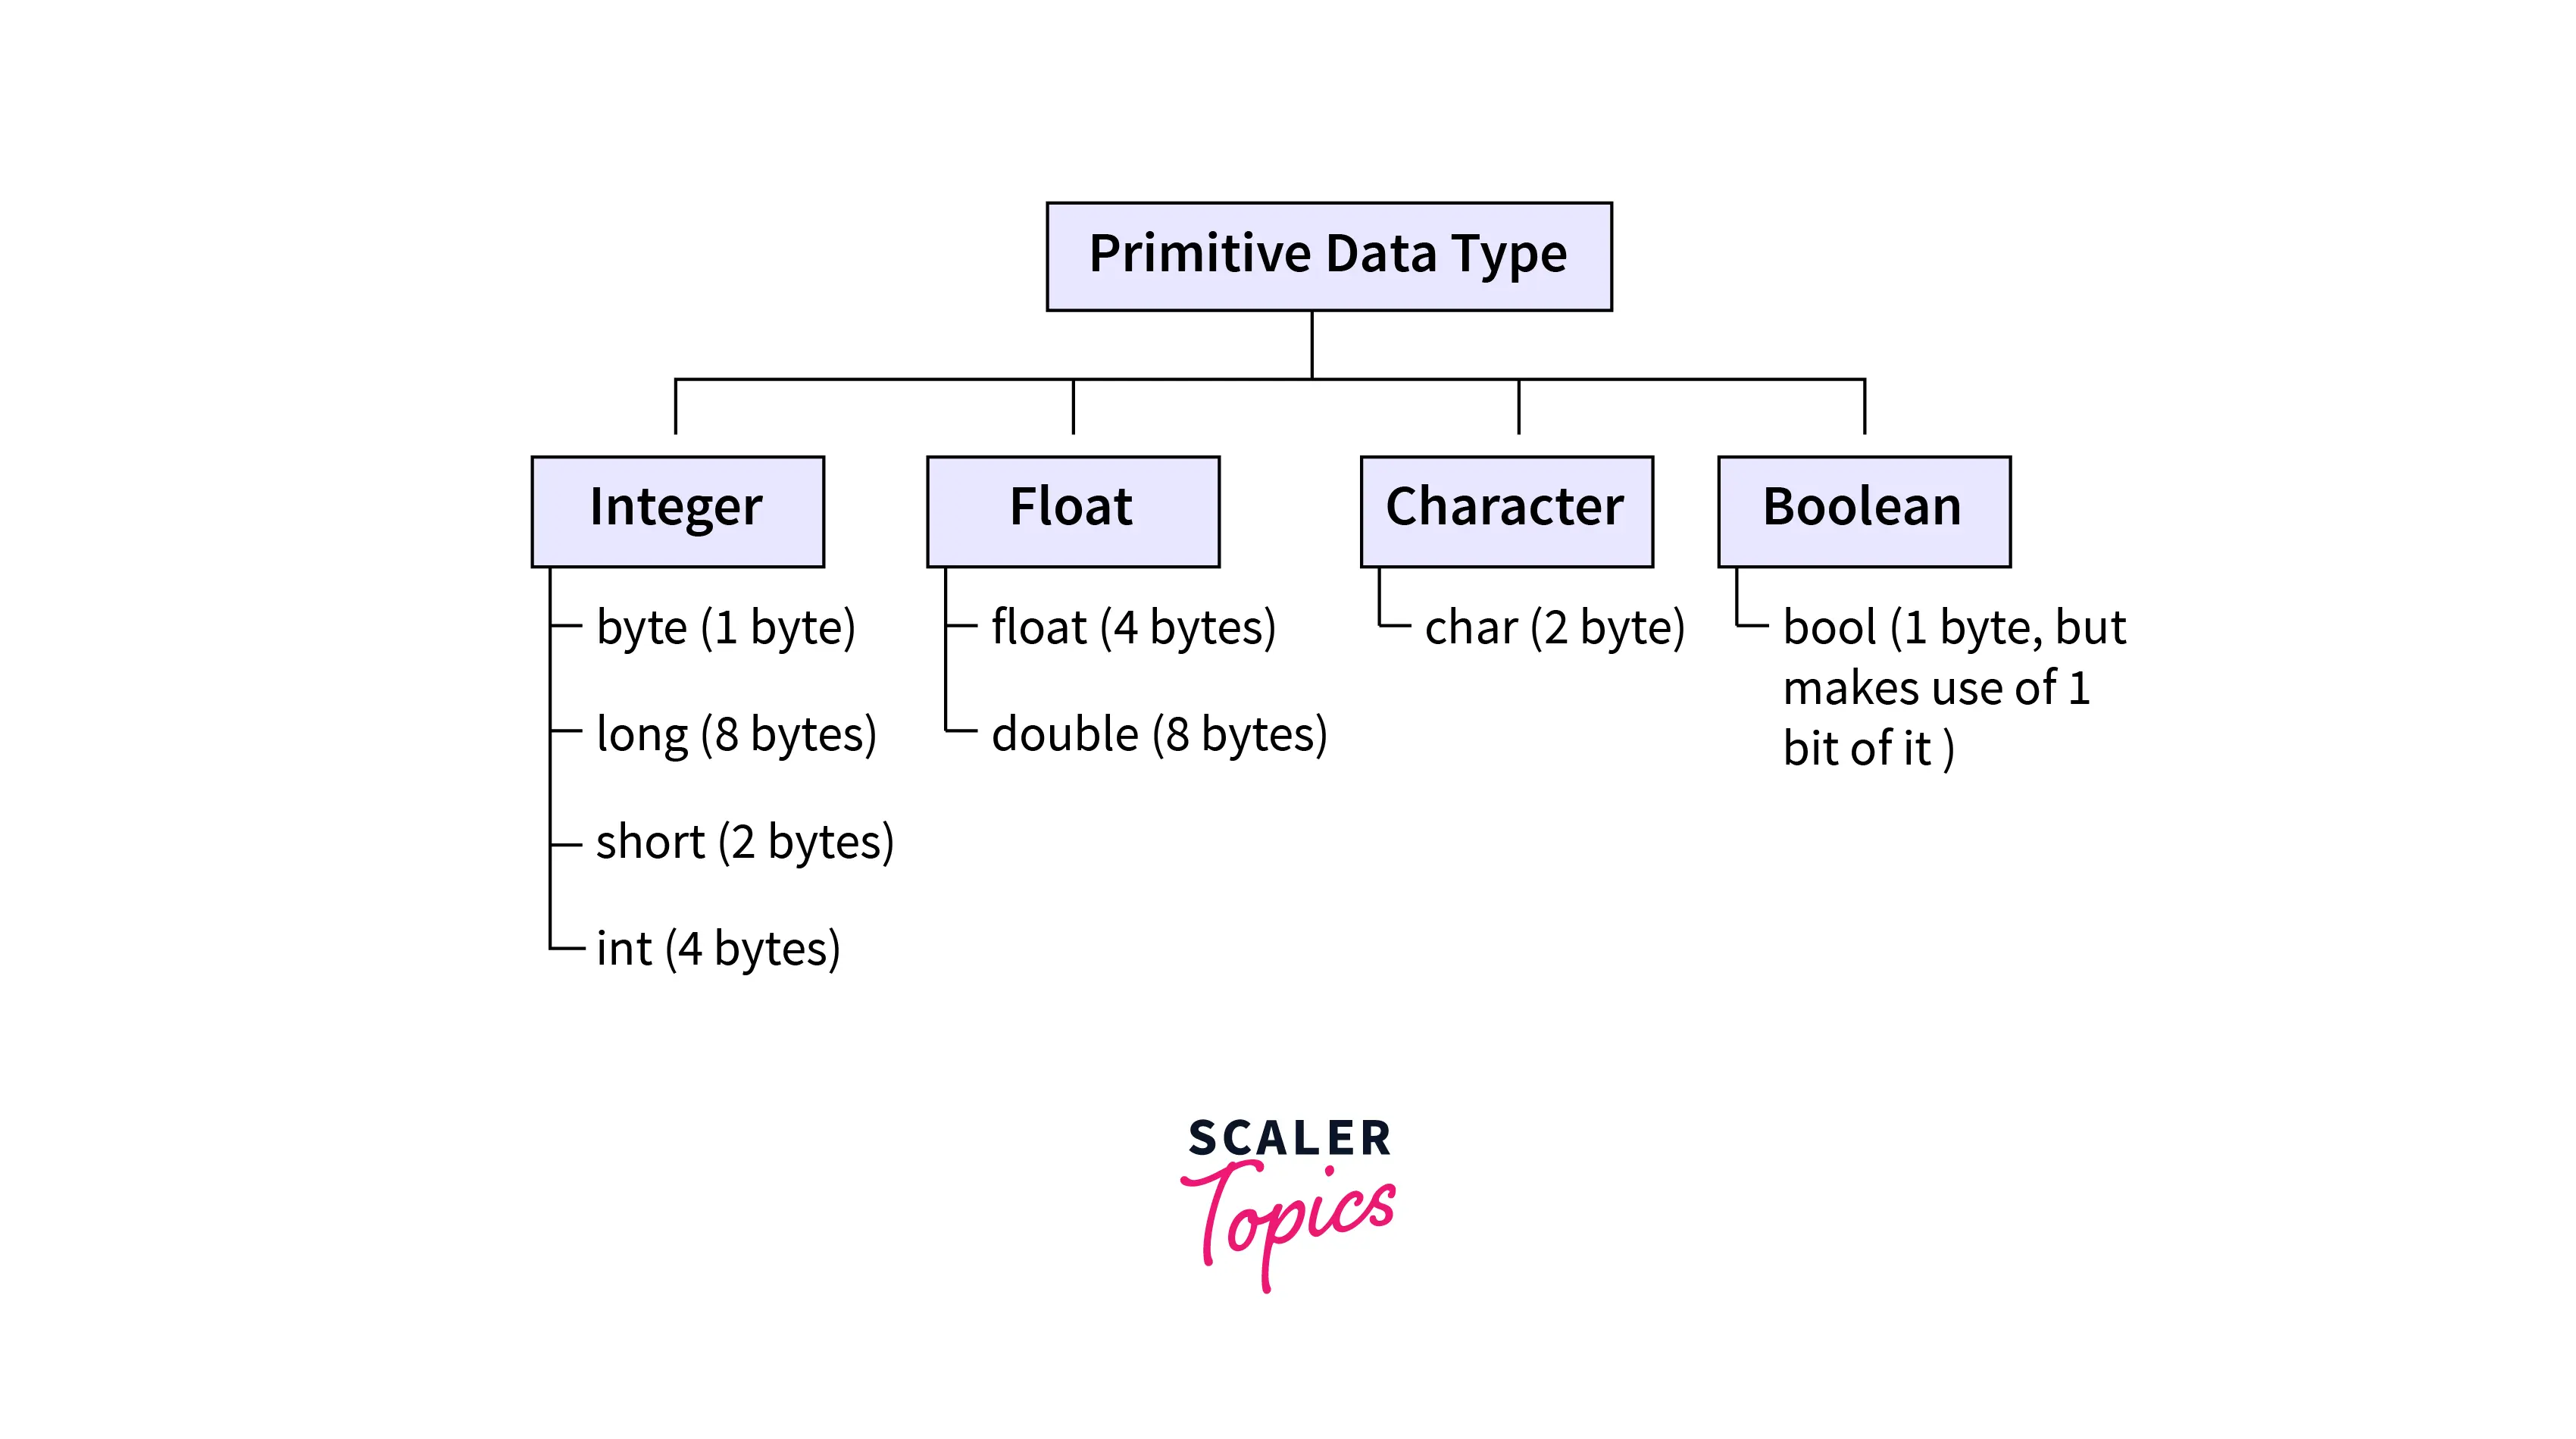 Primitive Data Type
Integer
byte (1 byte)
long (8 bytes)
short (2 bytes)
int (4 bytes)
Float
float (4 bytes)
double (8 bytes)
Character
char (2 byte)
Boolean
bool (1 byte, but
makes use of 1
bit of it )
SCALER
Topics